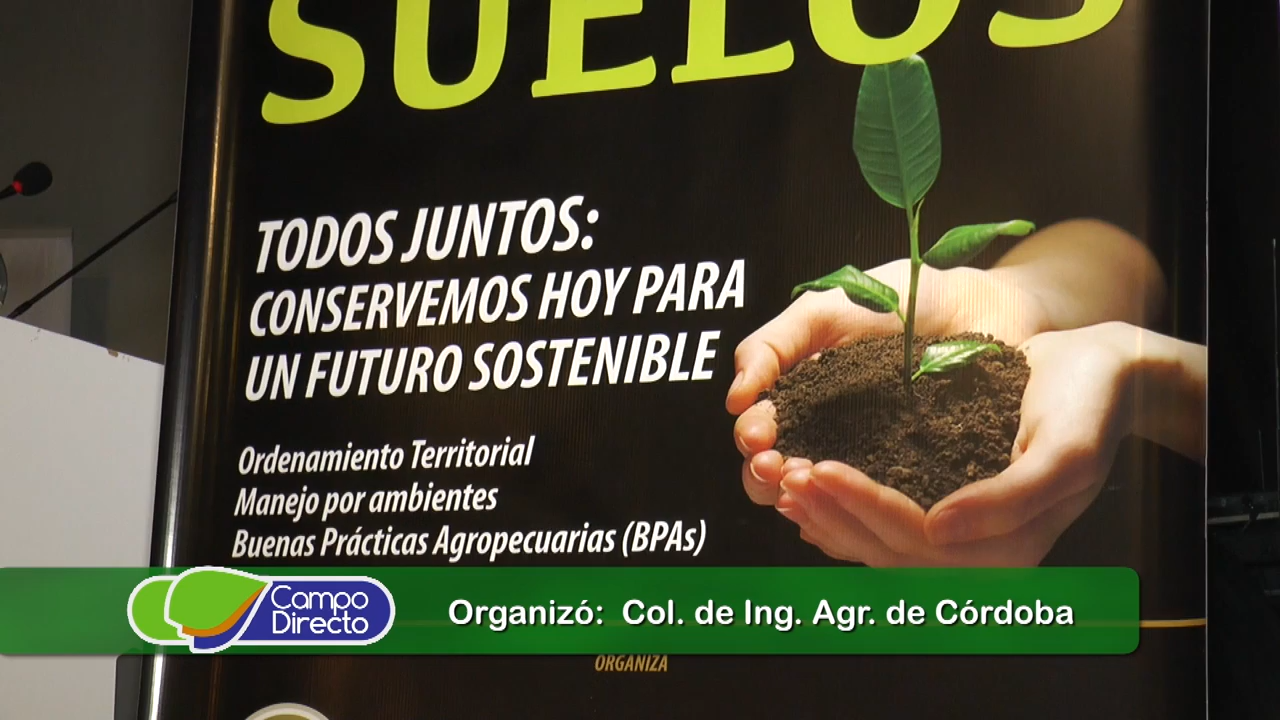 SUELOS
TODOS JUNTOS:
CONSERVEMOS HOY PARA
UN FUTURO SOSTENIBLE
Ordenamiento Territorial
Manejo por ambientes
Buenas Prácticas Agropecuarias (BPAs)
Campo
Directo
Organizó: Col. de Ing. Agr. de Córdoba
ORGANIZA